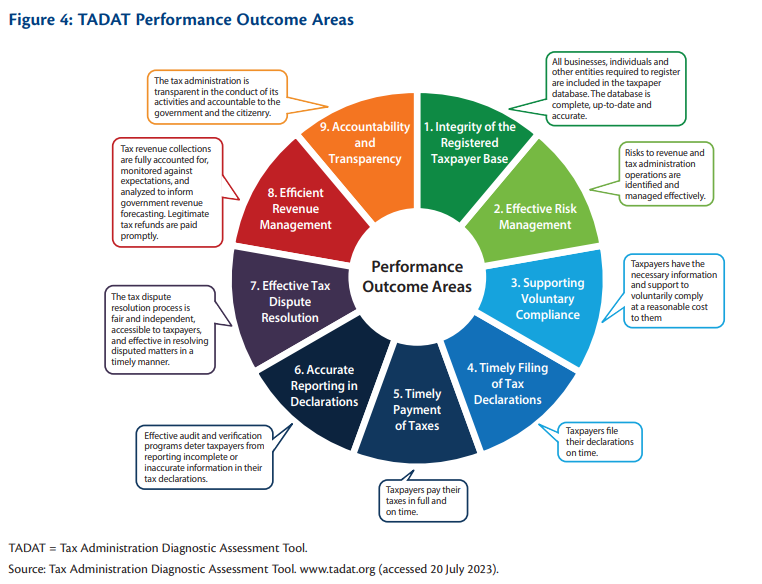 Figure 4: TADAT Performance Outcome Areas
The tax administration is
transparent in the conduct of its
activities and accountable to the
government and the citizenry.
All businesses, individuals and
other entities required to register
are included in the taxpaper
database. The database is
complete, up-to-date and
accurate.
9. Accountability
and
Transparency
1. Integrity of the
Registered
Taxpayer Base
Tax revenue collections
are fully accounted for,
monitored against
expectations, and
analyzed to inform
government revenue
forecasting. Legitimate
tax refunds are paid
promptly.
Risks to revenue and
tax administration
operations are
identified and
managed effectively.
8. Efficient
Revenue
Management
2. Effective Risk
Management
Performance
Outcome Areas
Taxpayers have the
necessary information
and support to
voluntarily comply
at a reasonable cost
to them
7. Effective Tax
Dispute
Resolution
3. Supporting
Voluntary
Compliance
The tax dispute
resolution process is
fair and independent,
accessible to taxpayers,
and effective in resolving
disputed matters in a
timely manner.
6. Accurate
Reporting in
Declarations
5. Timely
Payment
of Taxes
4. Timely Filing
of Tax
Declarations
Effective audit and verification
programs deter taxpayers from
reporting incomplete or
inaccurate information in their
tax declarations.
Taxpayers file
their declarations
on time.
Taxpayers pay their
taxes in full and
on time.
TADAT = Tax Administration Diagnostic Assessment Tool.
Source: Tax Administration Diagnostic Assessment Tool. www.tadat.org (accessed 20 July 2023).